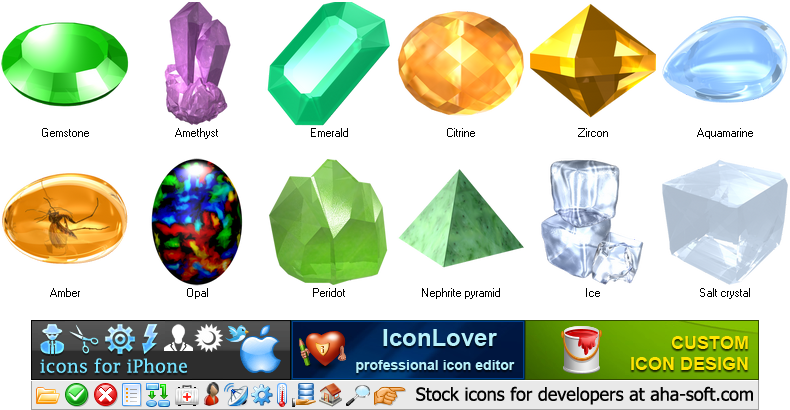 Gemstone Amethyst Emerald Citrine Zircon Aquamarine
Amber Opal Peridot Nephrite pyramid Ice Salt crystal
icons for iPhone
IconLover
professional icon editor
CUSTOM
ICON DESIGN
Stock icons for developers at aha-soft.com